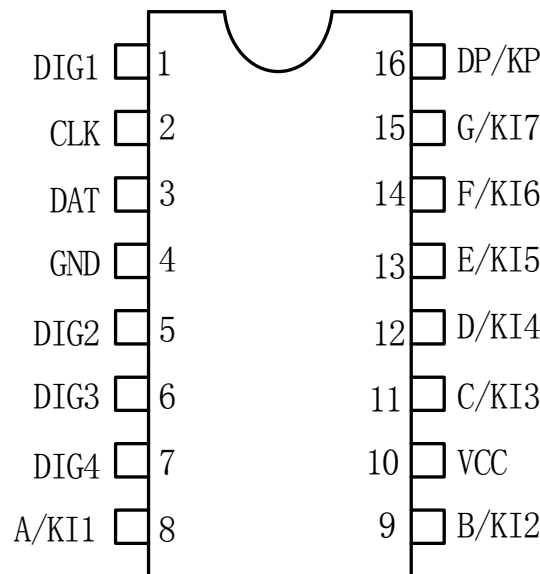 DIG1 1 16 DP/KP
CLK 2 15 G/KI7
DAT 3 14 F/KI6
GND 4 13 E/KI5
DIG2 5 12 D/KI4
DIG3 6 11 C/KI3
DIG4 7 10 VCC
A/KI1 8 9 B/KI2